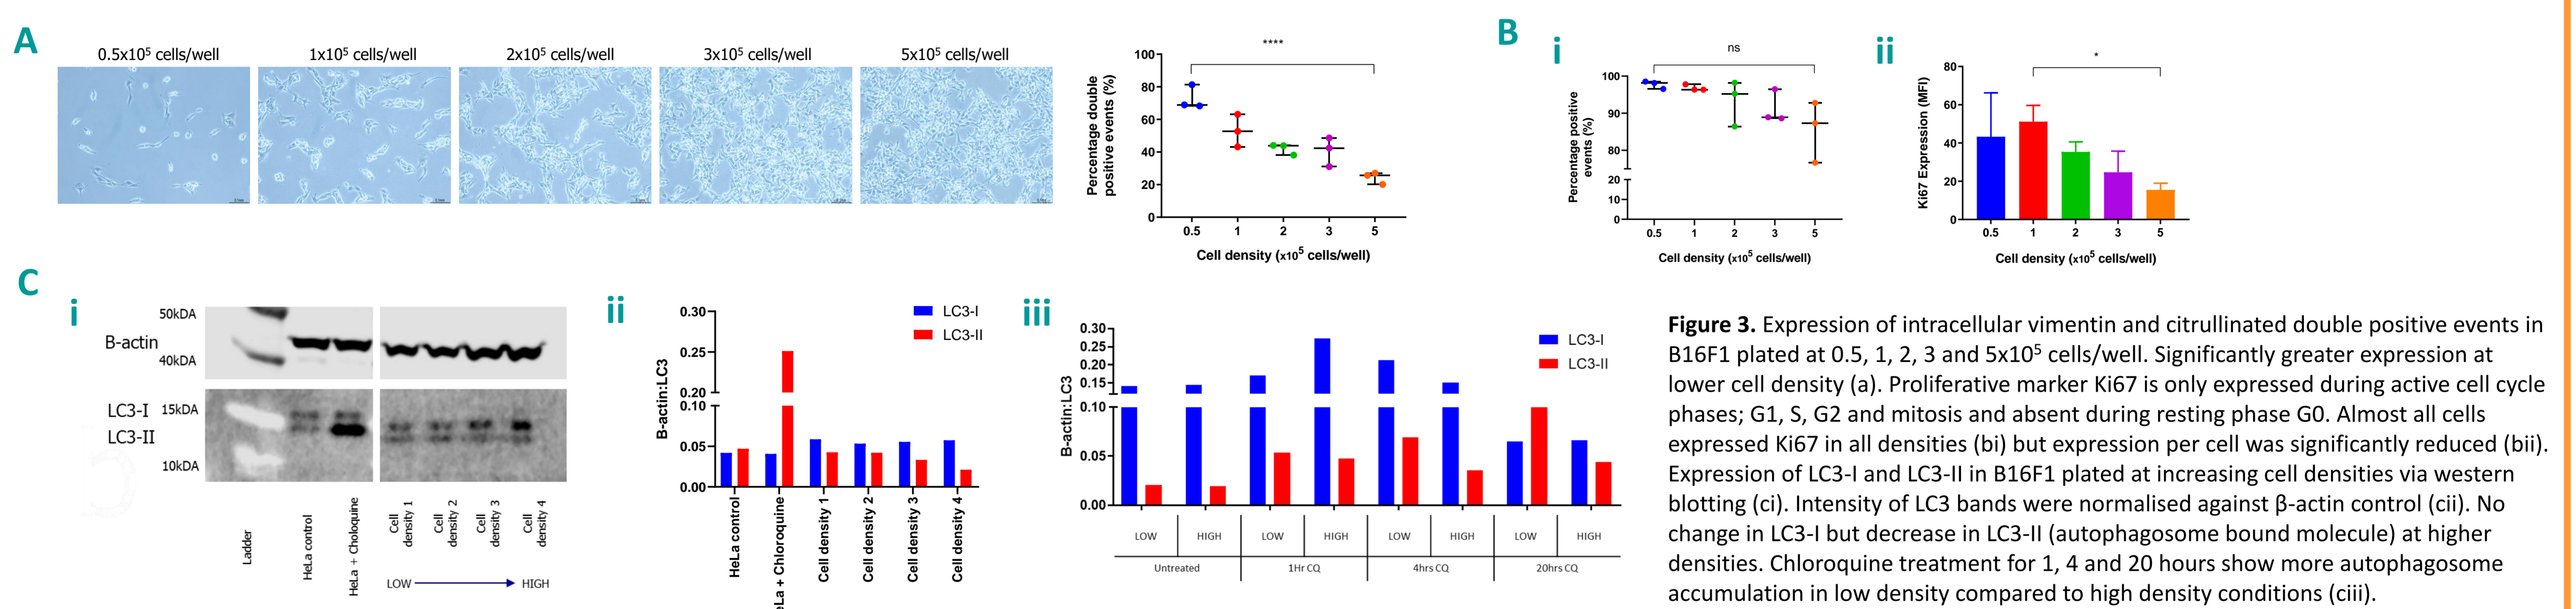 A
0.5x10⁵ cells/well
1x10⁵ cells/well
2x10⁵ cells/well
3x10⁵ cells/well
5x10⁵ cells/well
****
Percentage double
positive events (%)
100
80
60
40
20
0
0.5 1 2 3 5
Cell density (x10⁵ cells/well)
B
i
ns
Percentage positive
events (%)
100
90
80
20
10
0
0.5 1 2 3 5
Cell density (x10⁵ cells/well)
ii
*
Ki67 Expression (MFI)
80
60
40
20
0
0.5 1 2 3 5
Cell density (x10⁵ cells/well)
C
i
50kDA
B-actin
40kDA
LC3-I 15kDA
LC3-II
10kDA
Ladder
HeLa control
HeLa + Choloquine
Cell density 1
Cell density 2
Cell density 3
Cell density 4
LOW HIGH
ii
LC3-I
LC3-II
B-actin:LC3
0.30
0.25
0.20
0.10
0.05
0.00
HeLa control
eLa + Chloroquine
Cell density 1
Cell density 2
Cell density 3
Cell density 4
iii
LC3-I
LC3-II
B-actin:LC3
0.30
0.25
0.20
0.15
0.10
0.05
0.00
LOW HIGH LOW HIGH LOW HIGH LOW HIGH
Untreated 1Hr CQ 4hrs CQ 20hrs CQ
Figure 3. Expression of intracellular vimentin and citrullinated double positive events in
B16F1 plated at 0.5, 1, 2, 3 and 5x10⁵ cells/well. Significantly greater expression at
lower cell density (a). Proliferative marker Ki67 is only expressed during active cell cycle
phases; G1, S, G2 and mitosis and absent during resting phase G0. Almost all cells
expressed Ki67 in all densities (bi) but expression per cell was significantly reduced (bii).
Expression of LC3-I and LC3-II in B16F1 plated at increasing cell densities via western
blotting (ci). Intensity of LC3 bands were normalised against β-actin control (cii). No
change in LC3-I but decrease in LC3-II (autophagosome bound molecule) at higher
densities. Chloroquine treatment for 1, 4 and 20 hours show more autophagosome
accumulation in low density compared to high density conditions (ciii).